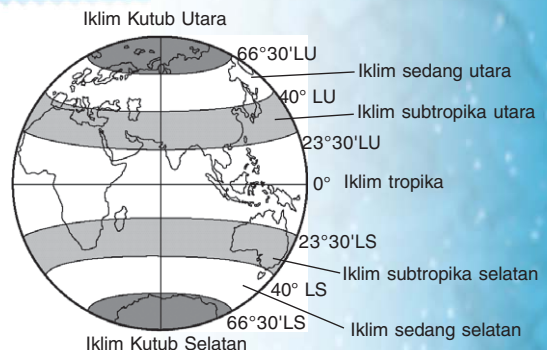 Iklim Kutub Utara
66°30'LU
Iklim sedang utara
40° LU
Iklim subtropika utara
23°30'LU
0° Iklim tropika
23°30'LS
Iklim subtropika selatan
40° LS
66°30'LS
Iklim sedang selatan
Iklim Kutub Selatan